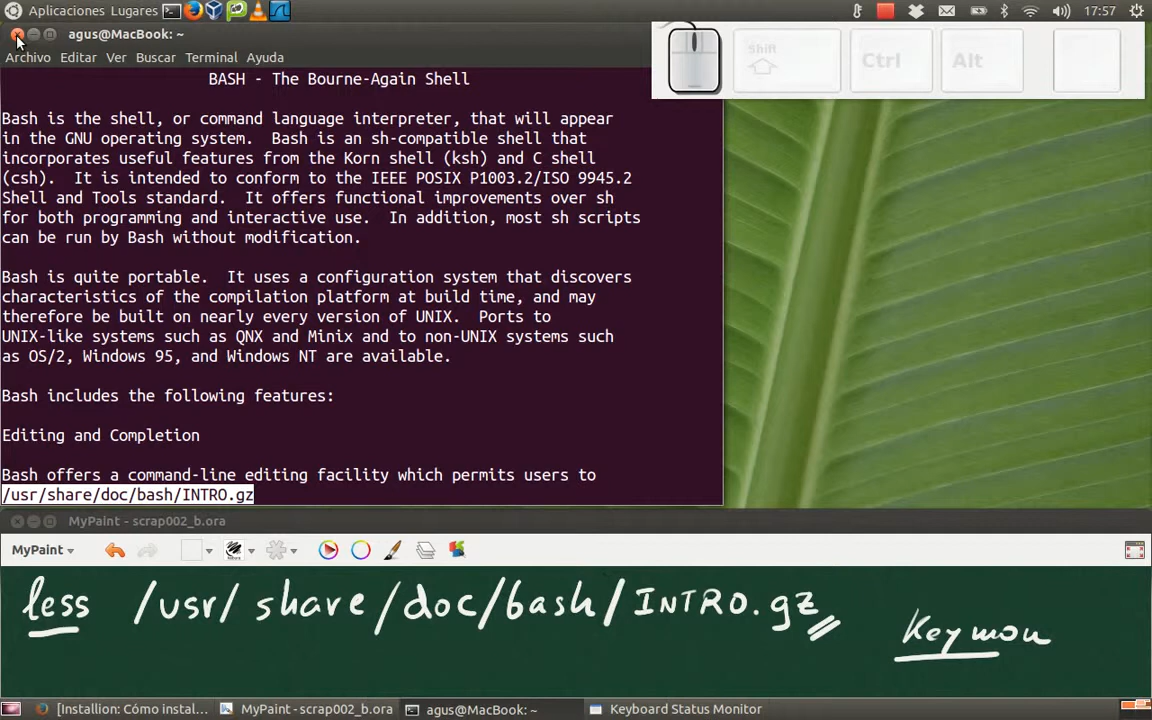 Aplicaciones Lugares 17:57
agus@MacBook: ~
Archivo Editar Ver Buscar Terminal Ayuda
Shift Ctrl Alt
BASH - The Bourne-Again Shell
Bash is the shell, or command language interpreter, that will appear
in the GNU operating system.  Bash is an sh-compatible shell that
incorporates useful features from the Korn shell (ksh) and C shell
(csh).  It is intended to conform to the IEEE POSIX P1003.2/ISO 9945.2
Shell and Tools standard.  It offers functional improvements over sh
for both programming and interactive use.  In addition, most sh scripts
can be run by Bash without modification.
Bash is quite portable.  It uses a configuration system that discovers
characteristics of the compilation platform at build time, and may
therefore be built on nearly every version of UNIX.  Ports to
UNIX-like systems such as QNX and Minix and to non-UNIX systems such
as OS/2, Windows 95, and Windows NT are available.
Bash includes the following features:
Editing and Completion
Bash offers a command-line editing facility which permits users to
/usr/share/doc/bash/INTRO.gz
MyPaint - scrap002_b.ora
MyPaint
less /usr/share/doc/bash/INTRO.gz
Keymon
[Installion: Cómo instal... MyPaint - scrap002_b.ora agus@MacBook: ~ Keyboard Status Monitor